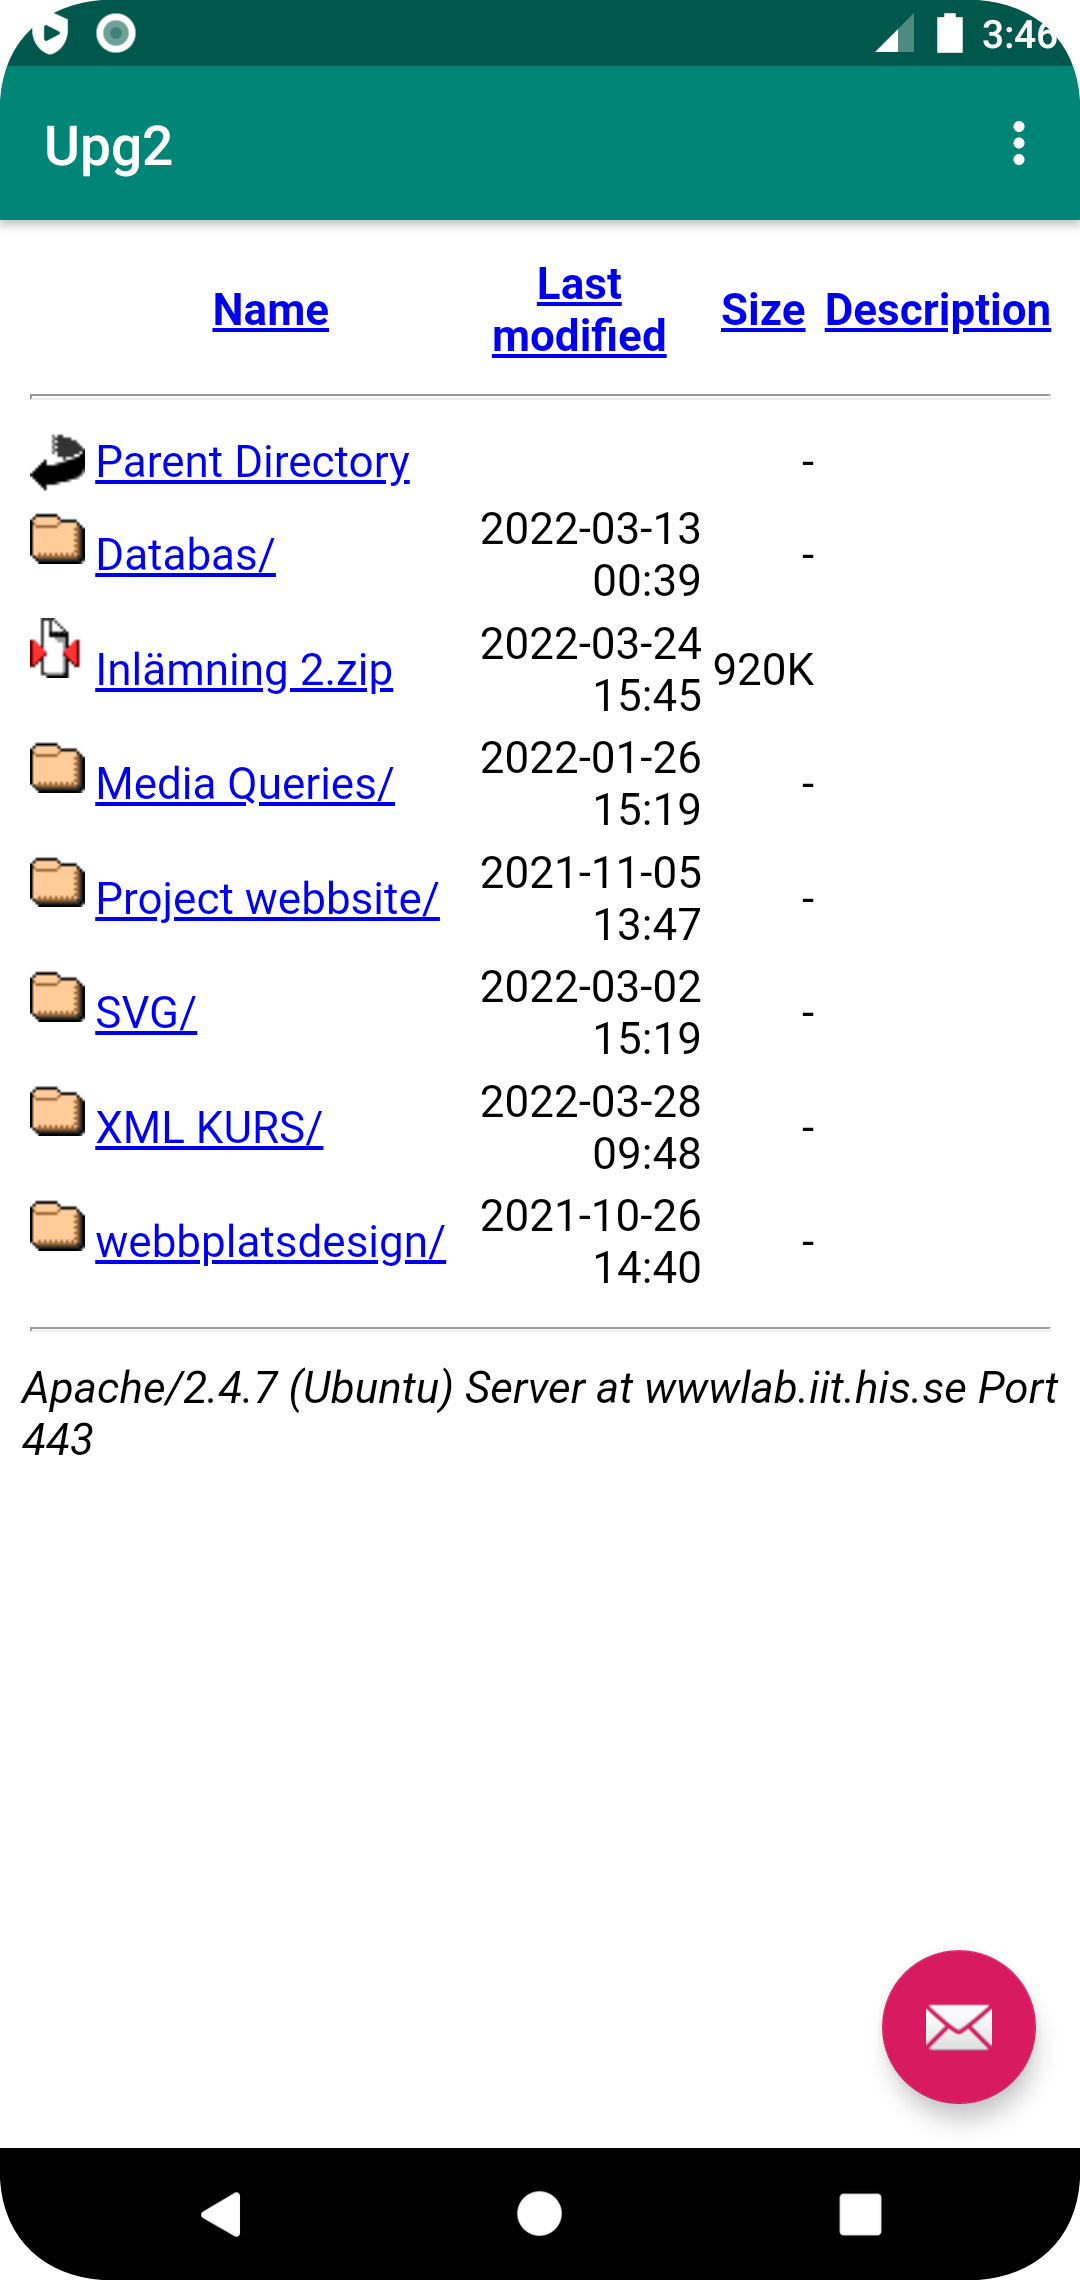 3:46
Upg2
Name Last modified Size Description
Parent Directory -
Databas/ 2022-03-13 00:39 -
Inlämning 2.zip 2022-03-24 15:45 920K
Media Queries/ 2022-01-26 15:19 -
Project webbsite/ 2021-11-05 13:47 -
SVG/ 2022-03-02 15:19 -
XML KURS/ 2022-03-28 09:48 -
webbplatsdesign/ 2021-10-26 14:40 -
Apache/2.4.7 (Ubuntu) Server at wwwlab.iit.his.se Port
443